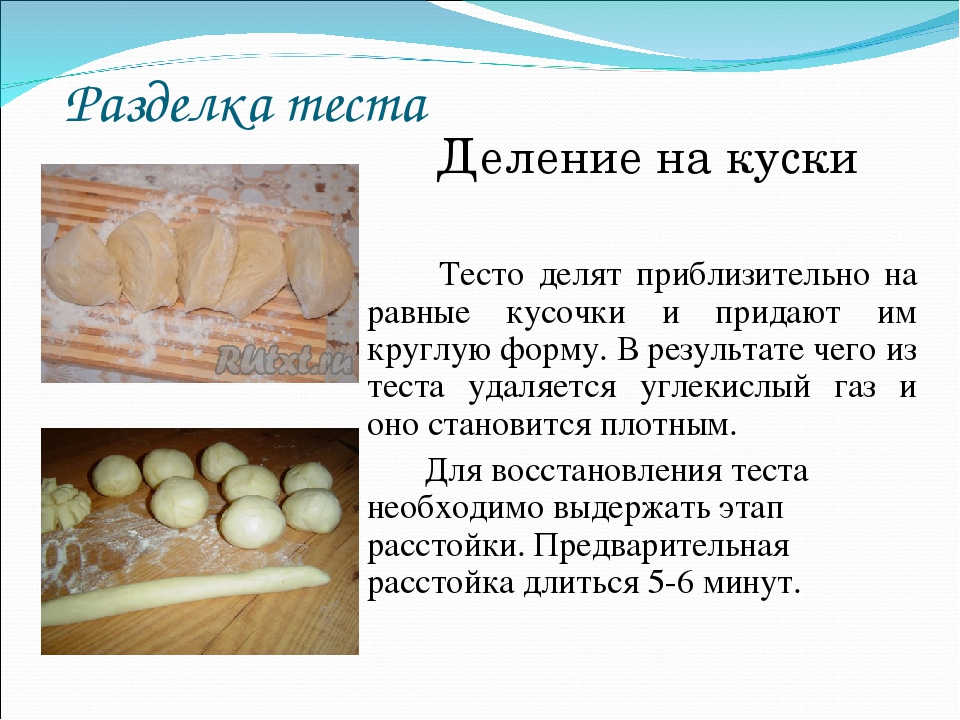 Разделка теста
Деление на куски
Тесто делят приблизительно на
равные кусочки и придают им
круглую форму. В результате чего из
теста удаляется углекислый газ и
оно становится плотным.
Для восстановления теста
необходимо выдержать этап
расстойки. Предварительная
расстойка длиться 5-6 минут.
RUtxt.ru